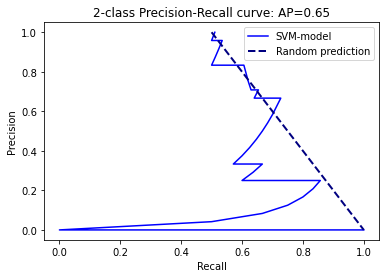 2-class Precision-Recall curve: AP=0.65
SVM-model
Random prediction
Precision
1.0
0.8
0.6
0.4
0.2
0.0
0.0 0.2 0.4 0.6 0.8 1.0
Recall